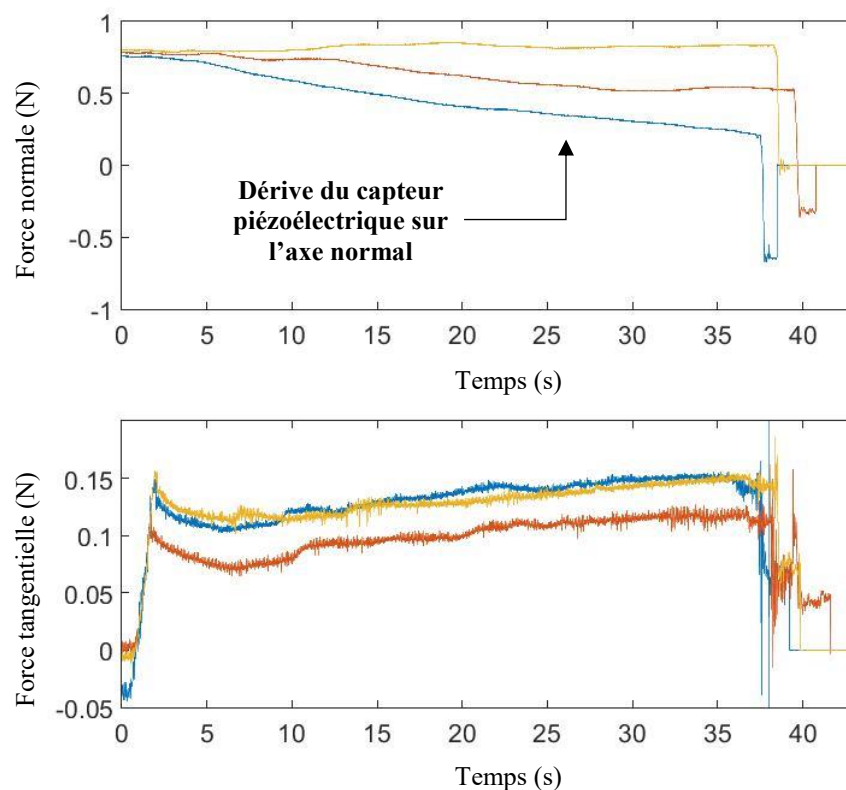 1
0.5
0
-0.5
-1
Force normale (N)
Dérive du capteur
piézoélectrique sur
l’axe normal
0 5 10 15 20 25 30 35 40
Temps (s)
0.15
0.1
0.05
0
-0.05
Force tangentielle (N)
0 5 10 15 20 25 30 35 40
Temps (s)